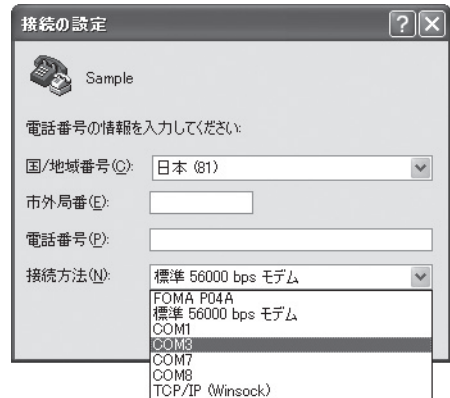 接続の設定
Sample
電話番号の情報を入力してください:
国/地域番号(C): 日本 (81)
市外局番(E):
電話番号(P):
接続方法(N): 標準 56000 bps モデム
FOMA P04A
標準 56000 bps モデム
COM1
COM3
COM7
COM8
TCP/IP (Winsock)